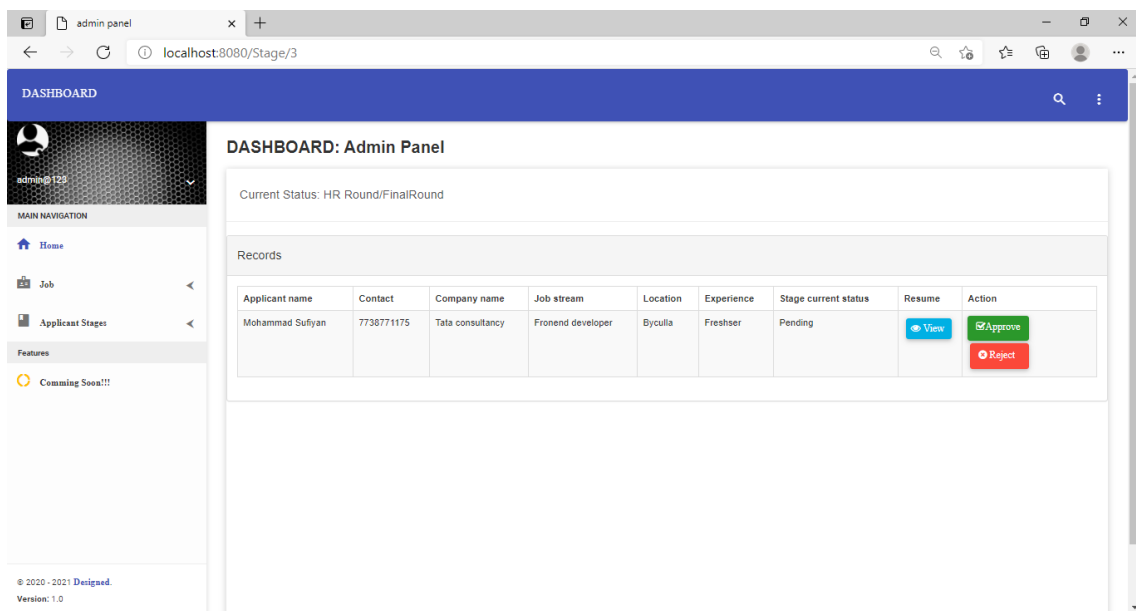 admin panel
localhost:8080/Stage/3
DASHBOARD
admin@123
MAIN NAVIGATION
Home
Job
Applicant Stages
Features
Comming Soon!!!
© 2020 - 2021 Designed.
Version: 1.0
DASHBOARD: Admin Panel
Current Status: HR Round/FinalRound
Records
Applicant name Contact Company name Job stream Location Experience Stage current status Resume Action
Mohammad Sufiyan 7738771175 Tata consultancy Fronend developer Byculla Freshser Pending View Approve
Reject